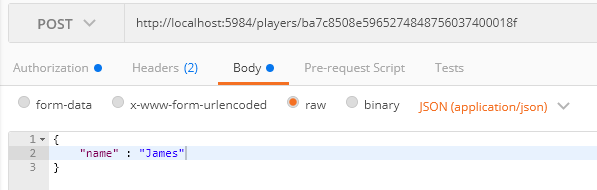 POST http://localhost:5984/players/ba7c8508e5965274848756037400018f
Authorization Headers (2) Body Pre-request Script Tests
form-data x-www-form-urlencoded raw binary JSON (application/json)
1 {
2 "name" : "James"
3 }